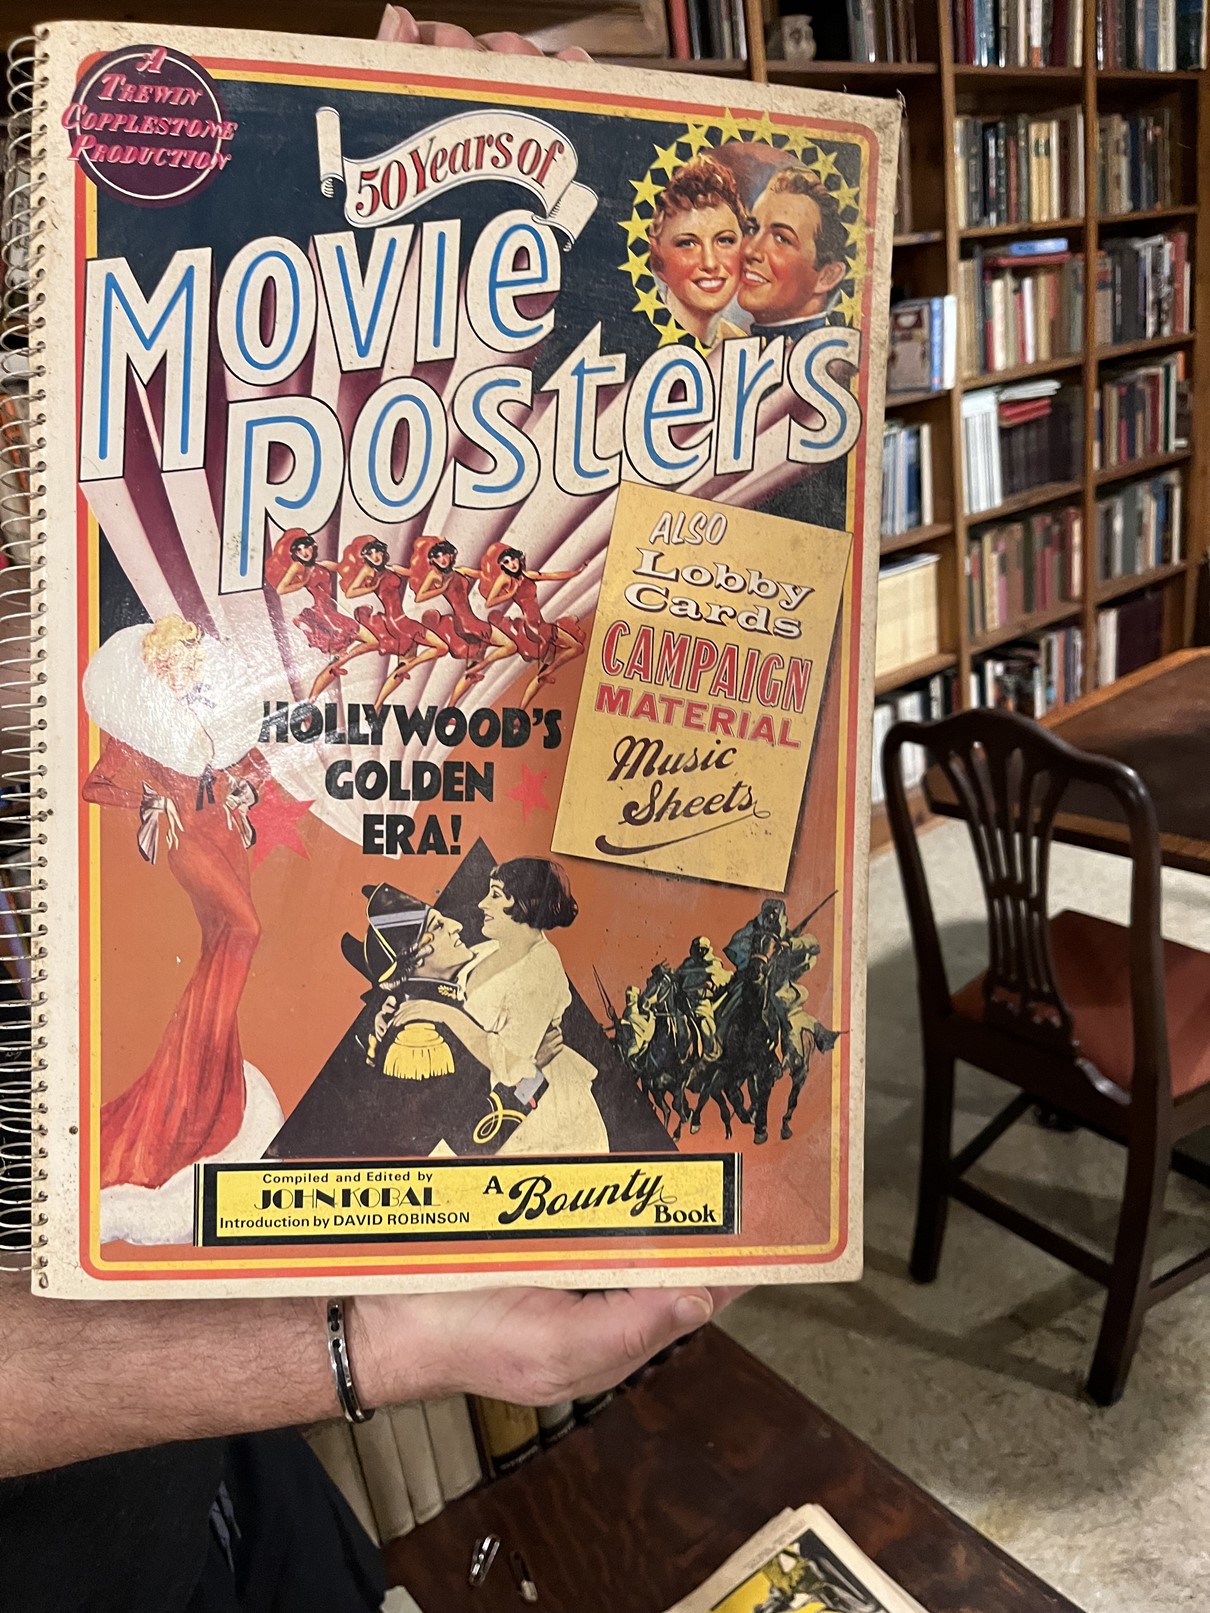 A
TREWIN
COPPLESTONE
PRODUCTION
50 Years of
MOVIE
POSTERS
ALSO
Lobby
Cards
CAMPAIGN
MATERIAL
Music
Sheets
HOLLYWOOD'S
GOLDEN
ERA!
Compiled and Edited by
JOHN KOBAL
Introduction by DAVID ROBINSON
A Bounty
Book